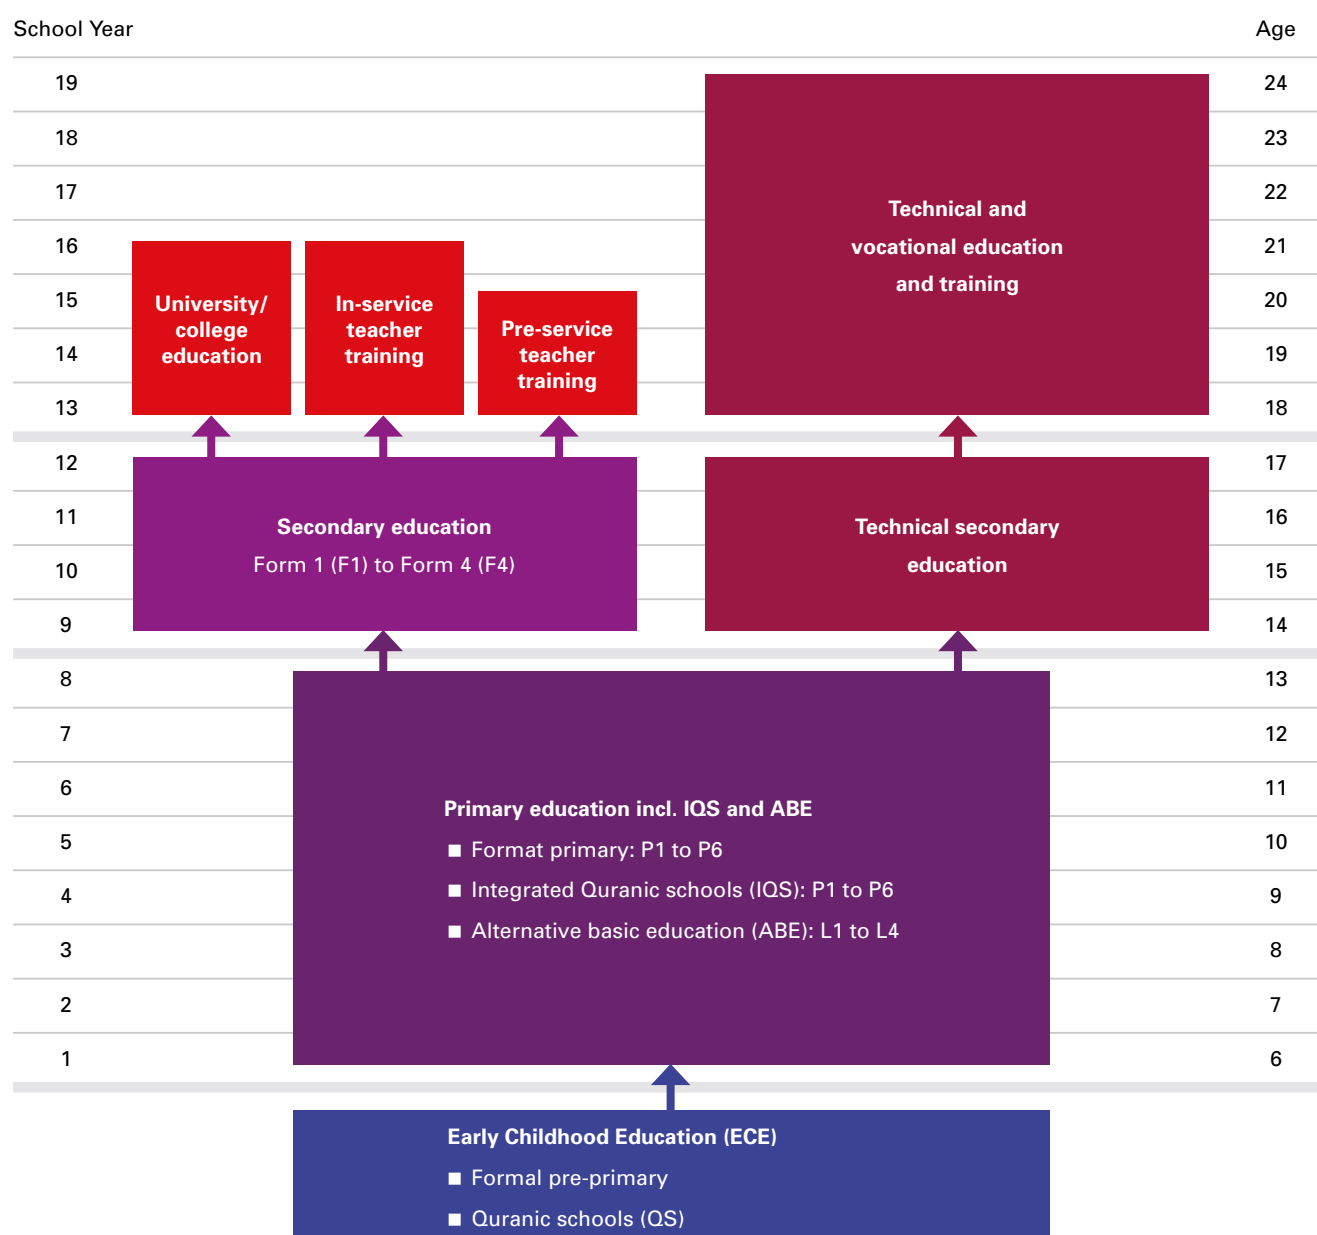 School Year Age
19 24
18 23
17 22
Technical and
vocational education
and training
16 21
University/
college
education
In-service
teacher
training
Pre-service
teacher
training
15 20
14 19
13 18
12 17
Secondary education
Form 1 (F1) to Form 4 (F4)
Technical secondary
education
11 16
10 15
9 14
8 13
7 12
6 11
Primary education incl. IQS and ABE
■ Format primary: P1 to P6
■ Integrated Quranic schools (IQS): P1 to P6
■ Alternative basic education (ABE): L1 to L4
5 10
4 9
3 8
2 7
1 6
Early Childhood Education (ECE)
■ Formal pre-primary
■ Quranic schools (QS)